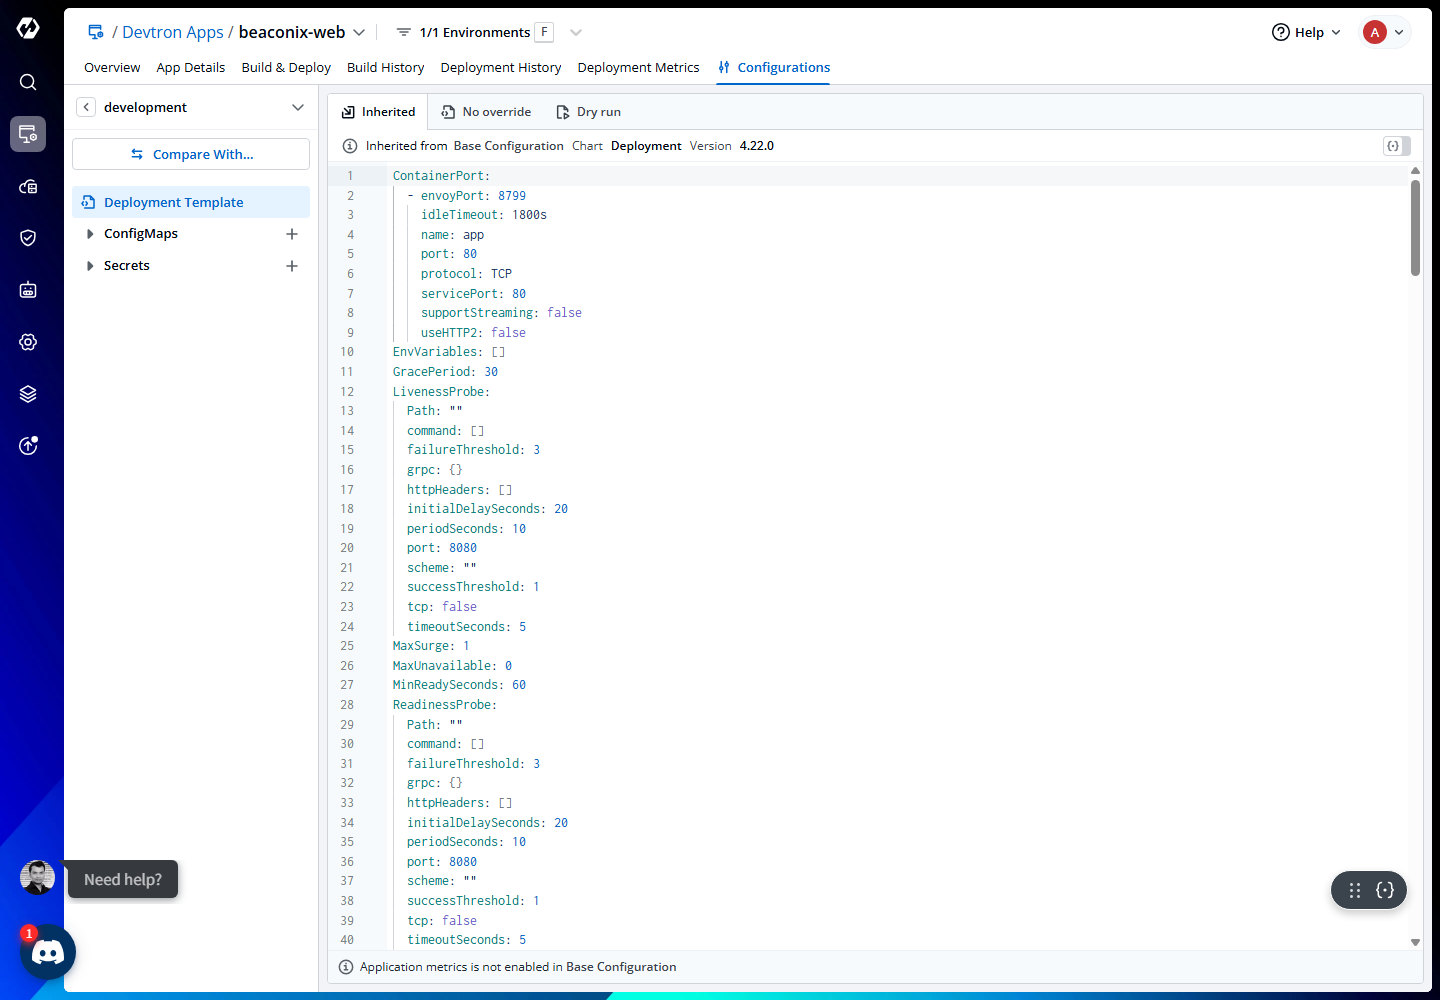 / Devtron Apps / beaconix-web
1/1 Environments F
Help
A
Overview
App Details
Build & Deploy
Build History
Deployment History
Deployment Metrics
Configurations
development
Compare With...
Deployment Template
ConfigMaps
Secrets
Inherited
No override
Dry run
Inherited from Base Configuration Chart Deployment Version 4.22.0
1 ContainerPort:
2 - envoyPort: 8799
3 idleTimeout: 1800s
4 name: app
5 port: 80
6 protocol: TCP
7 servicePort: 80
8 supportStreaming: false
9 useHTTP2: false
10 EnvVariables: []
11 GracePeriod: 30
12 LivenessProbe:
13 Path: ""
14 command: []
15 failureThreshold: 3
16 grpc: {}
17 httpHeaders: []
18 initialDelaySeconds: 20
19 periodSeconds: 10
20 port: 8080
21 scheme: ""
22 successThreshold: 1
23 tcp: false
24 timeoutSeconds: 5
25 MaxSurge: 1
26 MaxUnavailable: 0
27 MinReadySeconds: 60
28 ReadinessProbe:
29 Path: ""
30 command: []
31 failureThreshold: 3
32 grpc: {}
33 httpHeaders: []
34 initialDelaySeconds: 20
35 periodSeconds: 10
36 port: 8080
37 scheme: ""
38 successThreshold: 1
39 tcp: false
40 timeoutSeconds: 5
Need help?
1
Application metrics is not enabled in Base Configuration